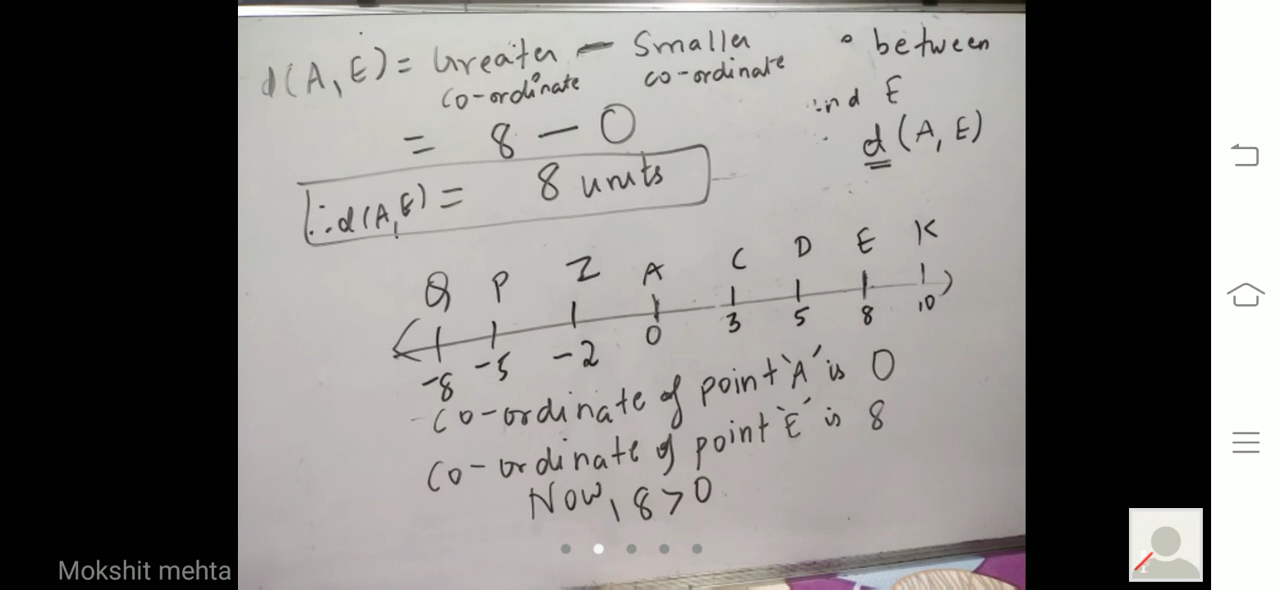 d(A, E) = Greater – Smaller
co-ordinate co-ordinate
= 8 – 0
∴ d(A, E) = 8 units
between
E
d (A, E)
Q P Z A C D E K
-8 -5 -2 0 3 5 8 10
Co-ordinate of point 'A' is 0
Co-ordinate of point 'E' is 8
Now, 8 > 0
Mokshit mehta